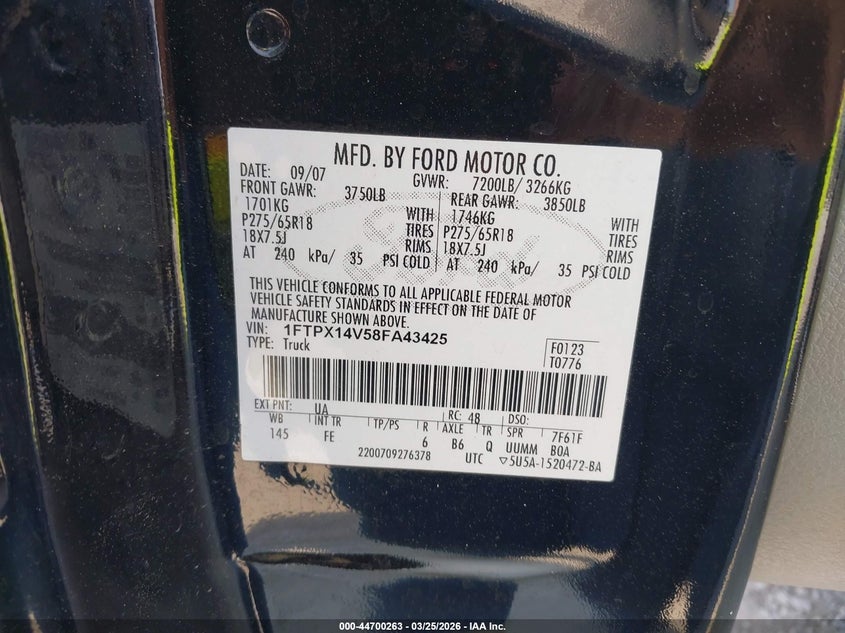 MFD. BY FORD MOTOR CO.
DATE: 09/07 GVWR: 7200LB/ 3266KG
FRONT GAWR: 3750LB REAR GAWR: 3850LB
1701KG WITH 1746KG WITH
P275/65R18 TIRES P275/65R18 TIRES
18X7.5J RIMS 18X7.5J RIMS
AT 240 kPa/ 35 PSI COLD AT 240 kPa/ 35 PSI COLD
Ford
THIS VEHICLE CONFORMS TO ALL APPLICABLE FEDERAL MOTOR
VEHICLE SAFETY STANDARDS IN EFFECT ON THE DATE OF
MANUFACTURE SHOWN ABOVE.
VIN: 1FTPX14V58FA43425
TYPE: Truck
F0123
T0776
EXT PNT: UA RC: 48 DSO:
WB INT TR TP/PS R AXLE TR SPR 7F61F
145 FE 6 B6 Q UUMM B0A
2200709276378 UTC ▽5U5A-1520472-BA
000-44700263 - 03/25/2026 - IAA Inc.